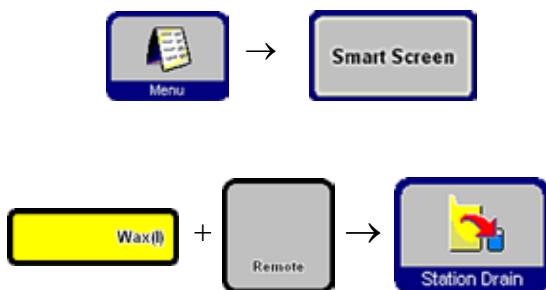 → Smart Screen
Menu
Wax(I) + Remote → Station Drain